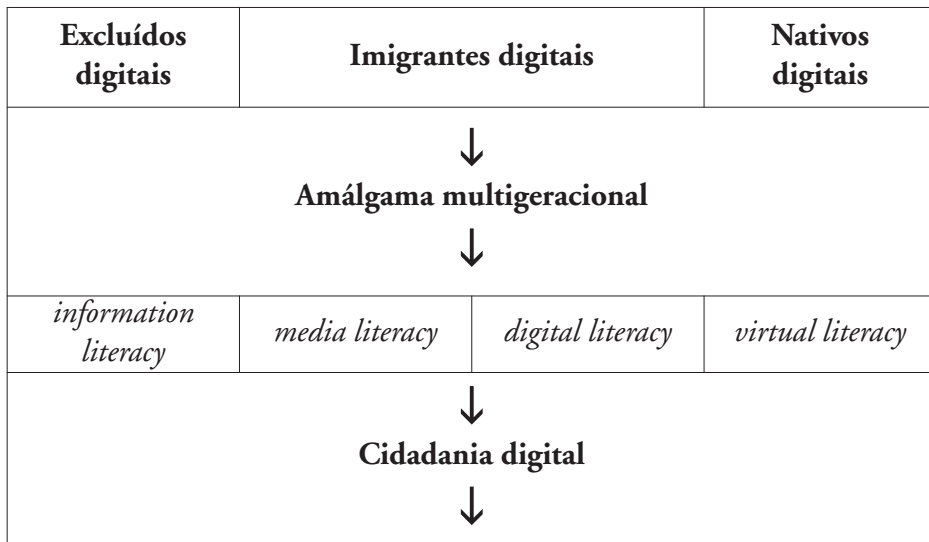 Excluídos
digitais
Imigrantes digitais
Nativos
digitais
↓
Amálgama multigeracional
↓
information
literacy
media literacy
digital literacy
virtual literacy
↓
Cidadania digital
↓